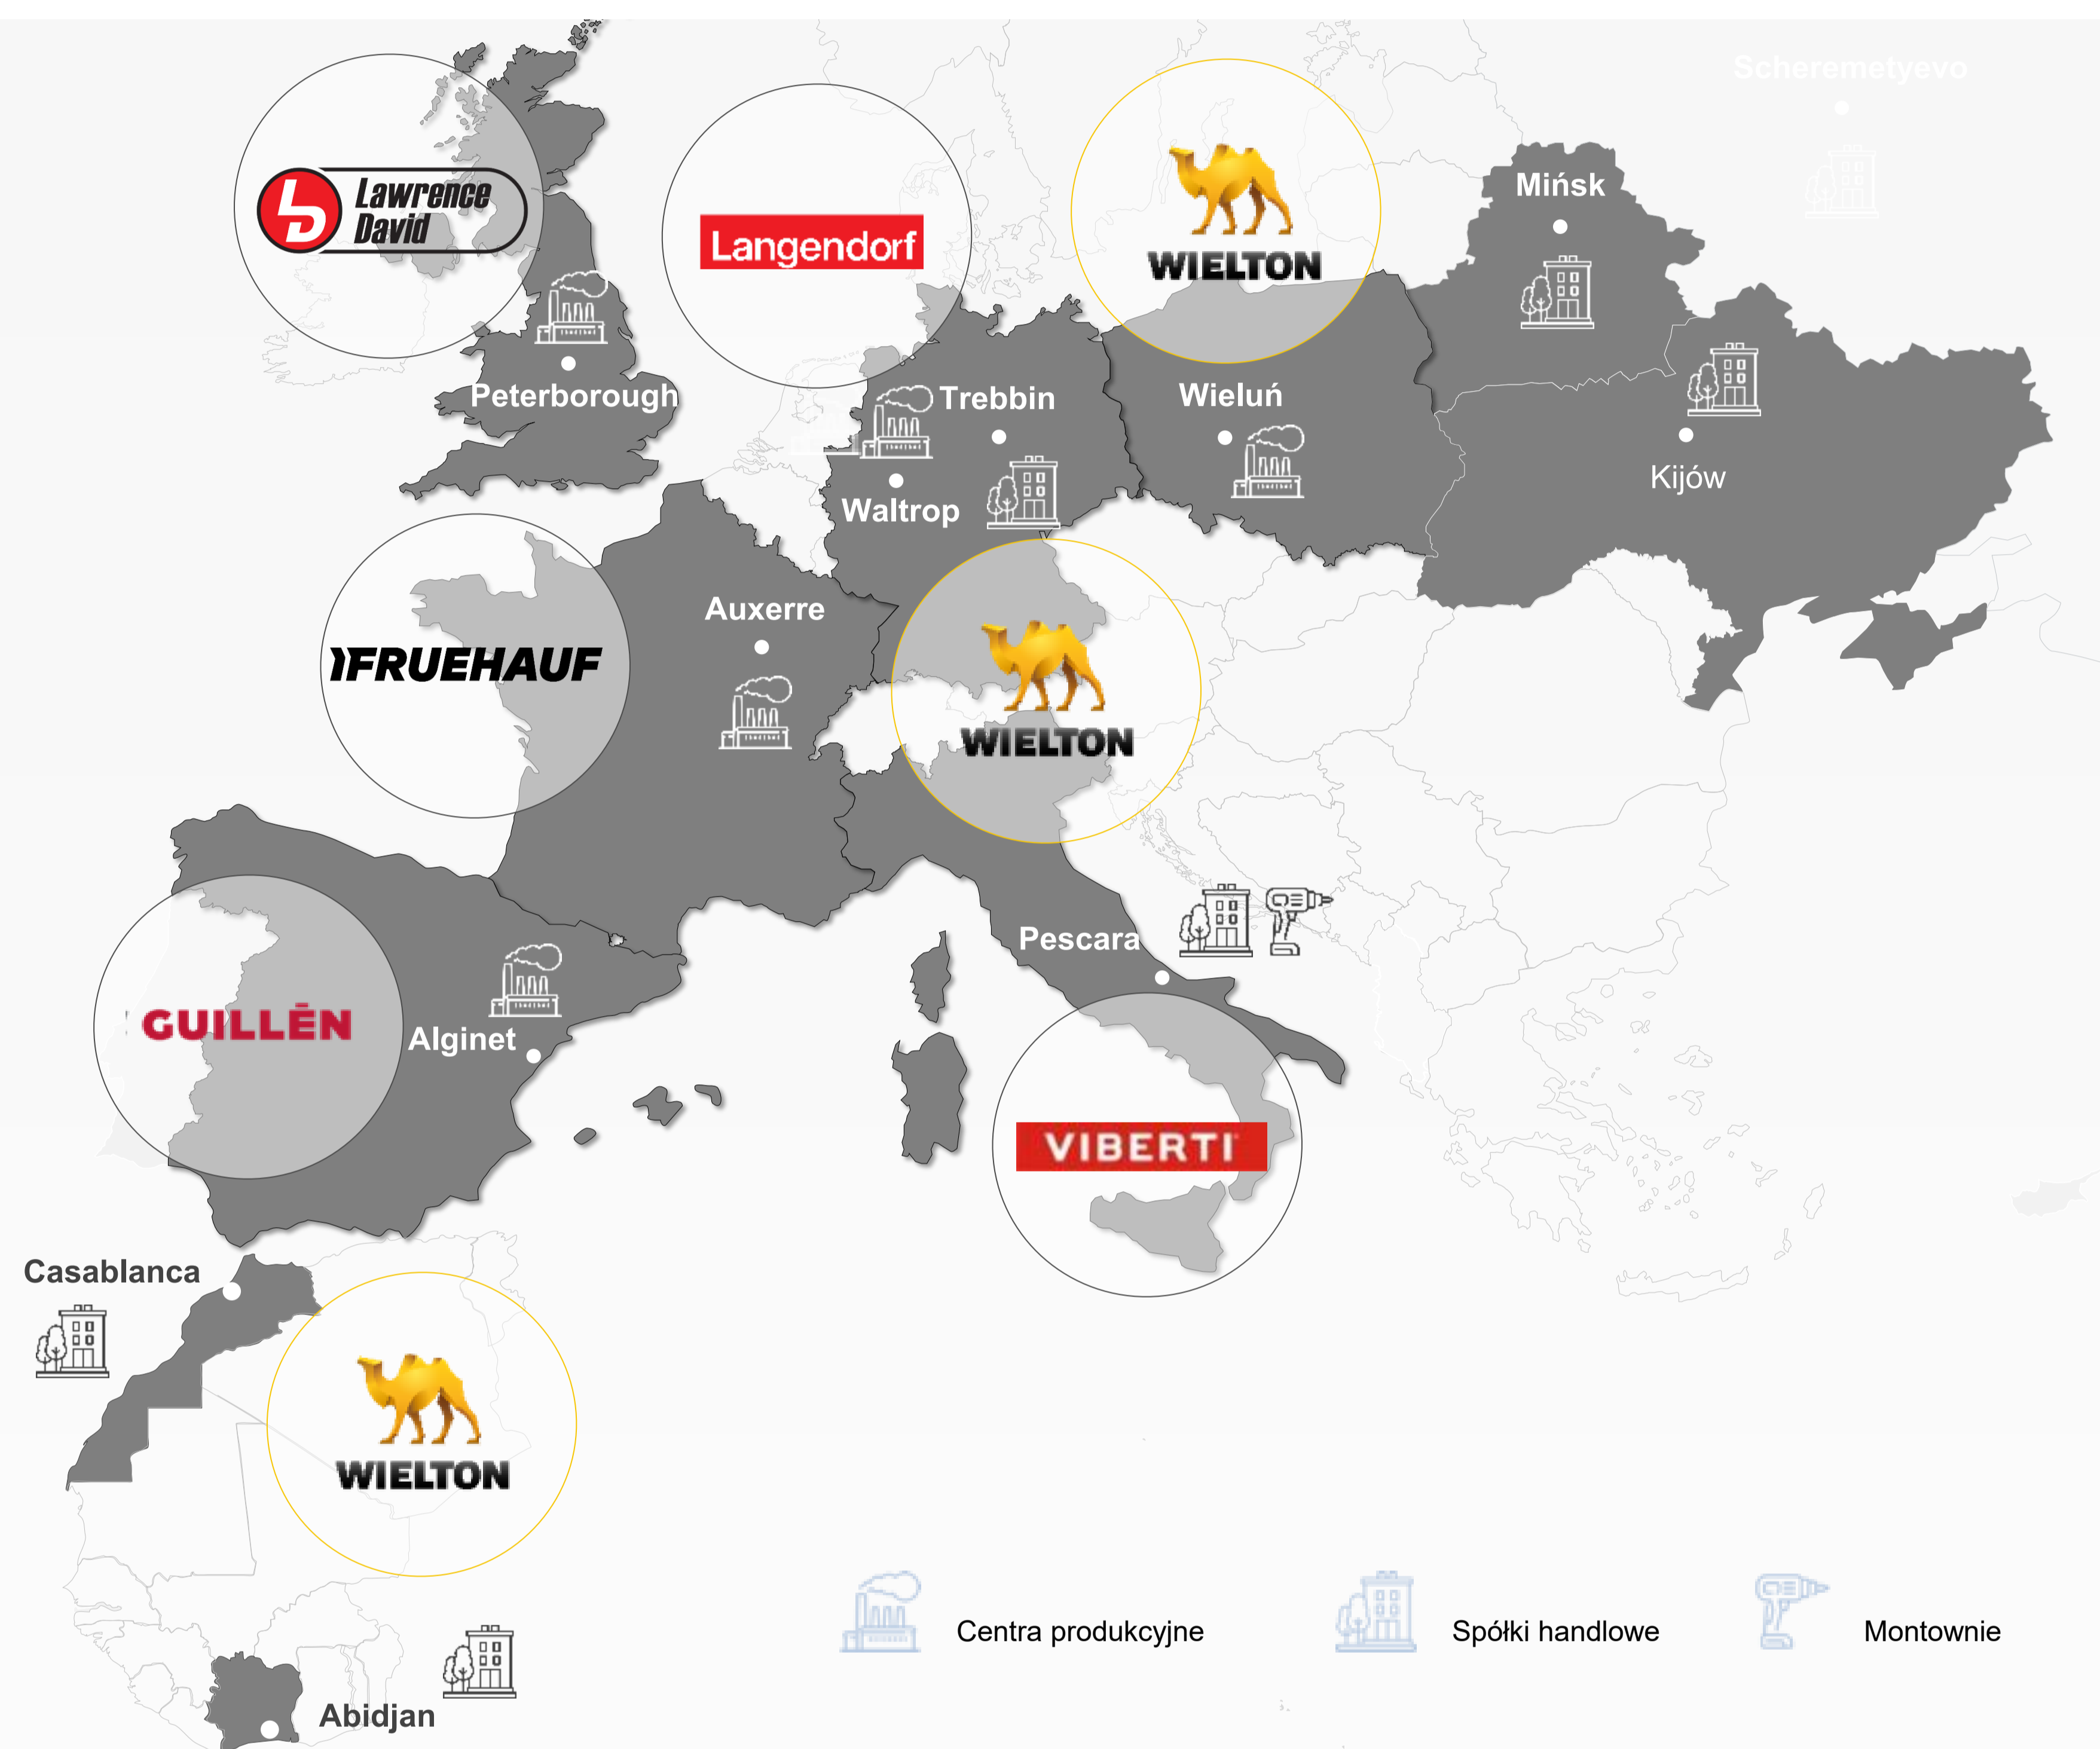 Scheremetyevo
Lawrence
David
Langendorf
WIELTON
Mińsk
Peterborough
Trebbin
Wieluń
Kijów
Waltrop
FRUEHAUF
Auxerre
WIELTON
Pescara
GUILLĒN
Alginet
VIBERTI
Casablanca
WIELTON
Centra produkcyjne
Spółki handlowe
Montownie
Abidjan